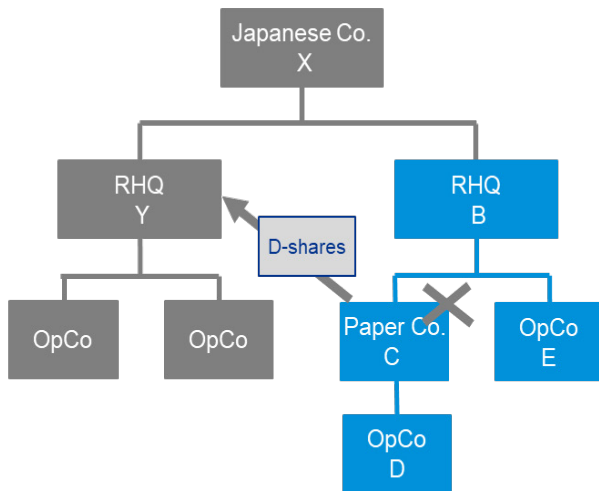 Japanese Co.
X
RHQ
Y
RHQ
B
D-shares
OpCo
OpCo
Paper Co.
C
OpCo
E
OpCo
D